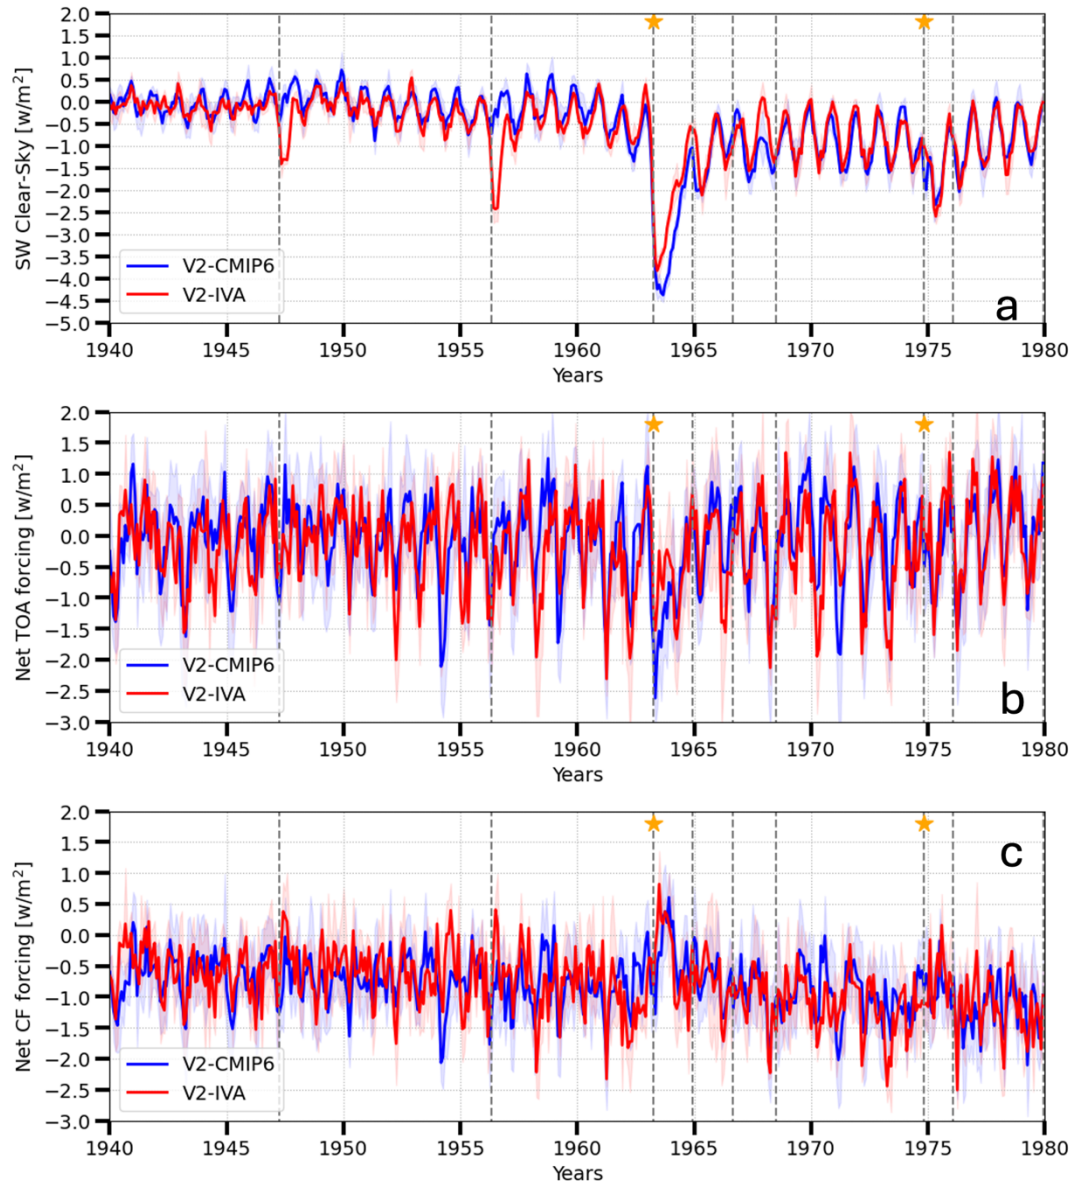 2.0
1.5
1.0
0.5
0.0
−0.5
−1.0
−1.5
−2.0
−2.5
−3.0
−3.5
−4.0
−4.5
−5.0
SW Clear-Sky [w/m²]
V2-CMIP6
V2-IVA
a
1940 1945 1950 1955 1960 1965 1970 1975 1980
Years
2.0
1.5
1.0
0.5
0.0
−0.5
−1.0
−1.5
−2.0
−2.5
−3.0
Net TOA forcing [w/m²]
V2-CMIP6
V2-IVA
b
1940 1945 1950 1955 1960 1965 1970 1975 1980
Years
2.0
1.5
1.0
0.5
0.0
−0.5
−1.0
−1.5
−2.0
−2.5
−3.0
Net CF forcing [w/m²]
c
V2-CMIP6
V2-IVA
1940 1945 1950 1955 1960 1965 1970 1975 1980
Years